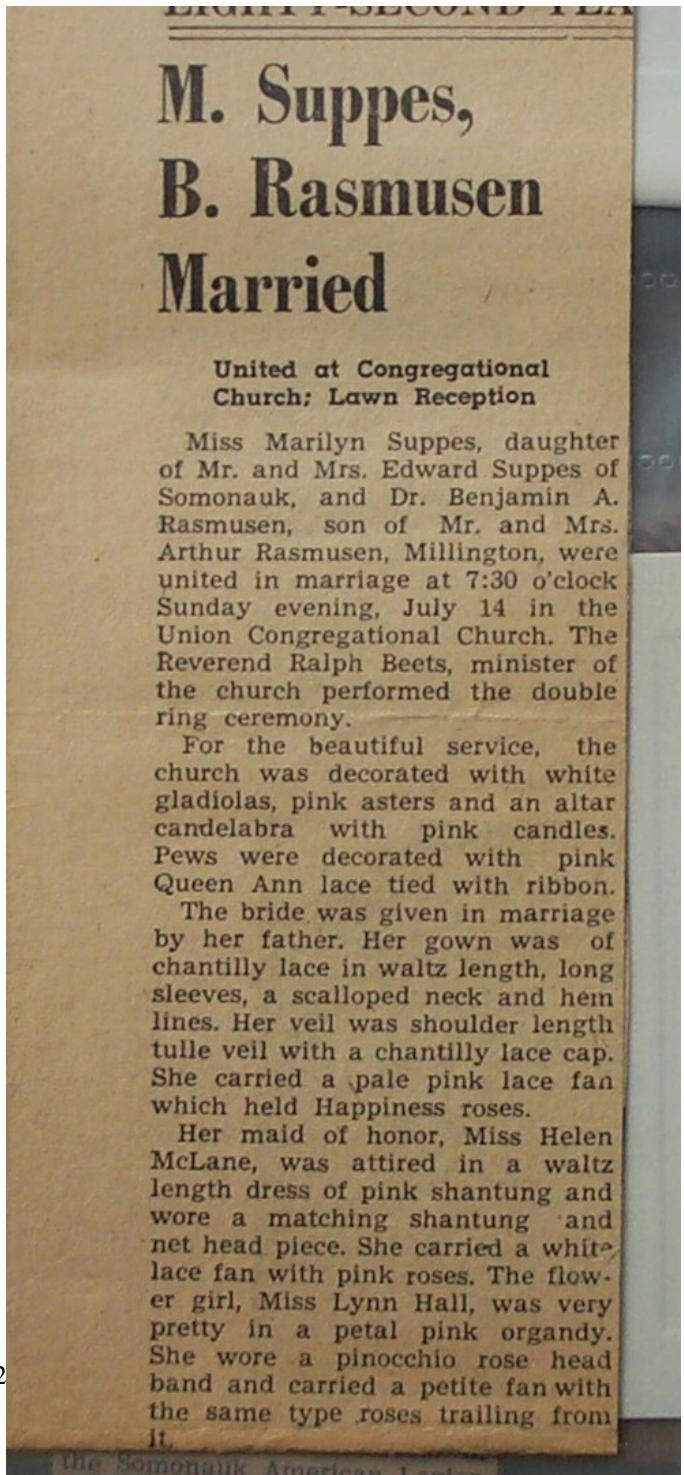 EIGHTY-SECOND YEA
M. Suppes,
B. Rasmusen
Married
United at Congregational
Church; Lawn Reception
Miss Marilyn Suppes, daughter
of Mr. and Mrs. Edward Suppes of
Somonauk, and Dr. Benjamin A.
Rasmusen, son of Mr. and Mrs.
Arthur Rasmusen, Millington, were
united in marriage at 7:30 o'clock
Sunday evening, July 14 in the
Union Congregational Church. The
Reverend Ralph Beets, minister of
the church performed the double
ring ceremony.
For the beautiful service, the
church was decorated with white
gladiolas, pink asters and an altar
candelabra with pink candles.
Pews were decorated with pink
Queen Ann lace tied with ribbon.
The bride was given in marriage
by her father. Her gown was of
chantilly lace in waltz length, long
sleeves, a scalloped neck and hem
lines. Her veil was shoulder length
tulle veil with a chantilly lace cap.
She carried a pale pink lace fan
which held Happiness roses.
Her maid of honor, Miss Helen
McLane, was attired in a waltz
length dress of pink shantung and
wore a matching shantung and
net head piece. She carried a white
lace fan with pink roses. The flow-
er girl, Miss Lynn Hall, was very
pretty in a petal pink organdy.
She wore a pinocchio rose head
band and carried a petite fan with
the same type roses trailing from
it.
the Somonauk American Legion
2